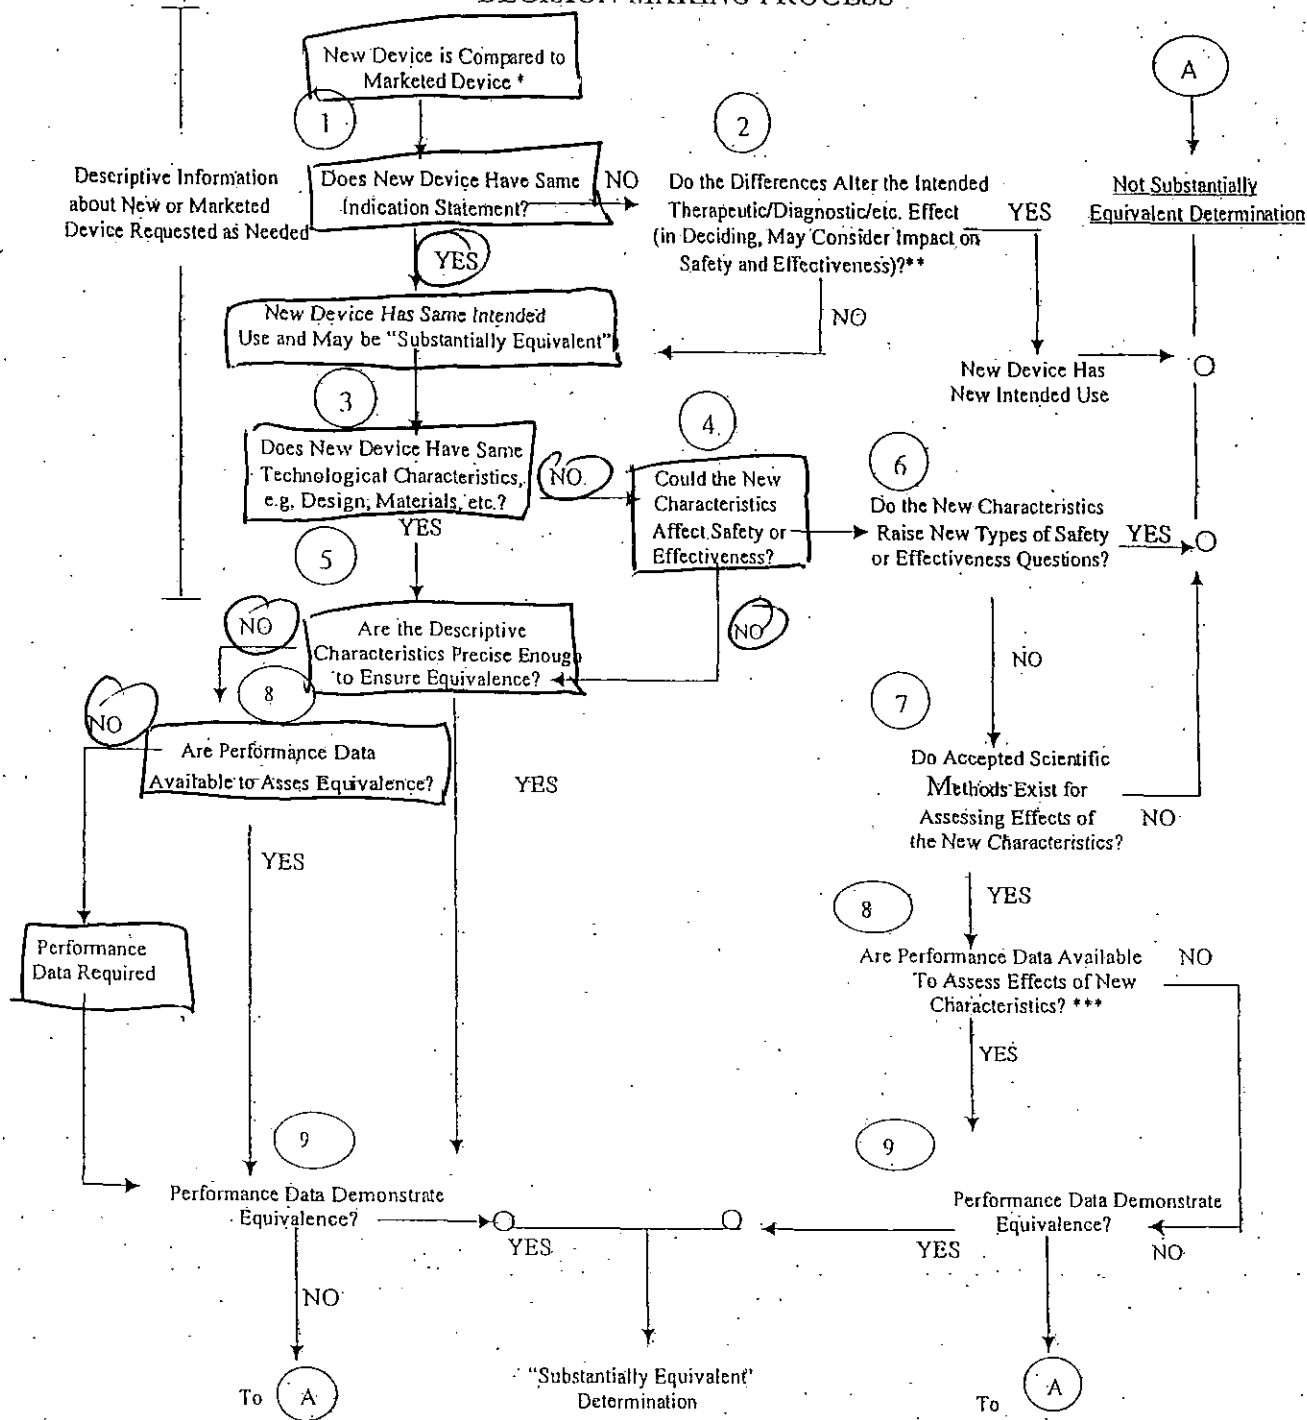 DECISION-MAKING PROCESS
New Device is Compared to
Marketed Device *
A
1
2
Descriptive Information
about New or Marketed
Device Requested as Needed
Does New Device Have Same
Indication Statement?
NO
Do the Differences Alter the Intended
Therapeutic/Diagnostic/etc. Effect
(in Deciding, May Consider Impact on
Safety and Effectiveness)?**
YES
Not Substantially
Equivalent Determination
YES
New Device Has Same Intended
Use and May be "Substantially Equivalent"
NO
New Device Has
New Intended Use
3
4
Does New Device Have Same
Technological Characteristics,
e.g, Design, Materials, etc.?
NO
YES
Could the New
Characteristics
Affect Safety or
Effectiveness?
6
Do the New Characteristics
Raise New Types of Safety
or Effectiveness Questions?
YES
5
NO
Are the Descriptive
Characteristics Precise Enough
to Ensure Equivalence?
NO
NO
8
7
NO
Are Performance Data
Available to Asses Equivalence?
YES
Do Accepted Scientific
Methods Exist for
Assessing Effects of
the New Characteristics?
NO
YES
YES
8
Performance
Data Required
Are Performance Data Available
To Assess Effects of New
Characteristics? ***
NO
YES
9
9
Performance Data Demonstrate
Equivalence?
YES
Performance Data Demonstrate
Equivalence?
YES
NO
NO
To A
"Substantially Equivalent"
Determination
To A